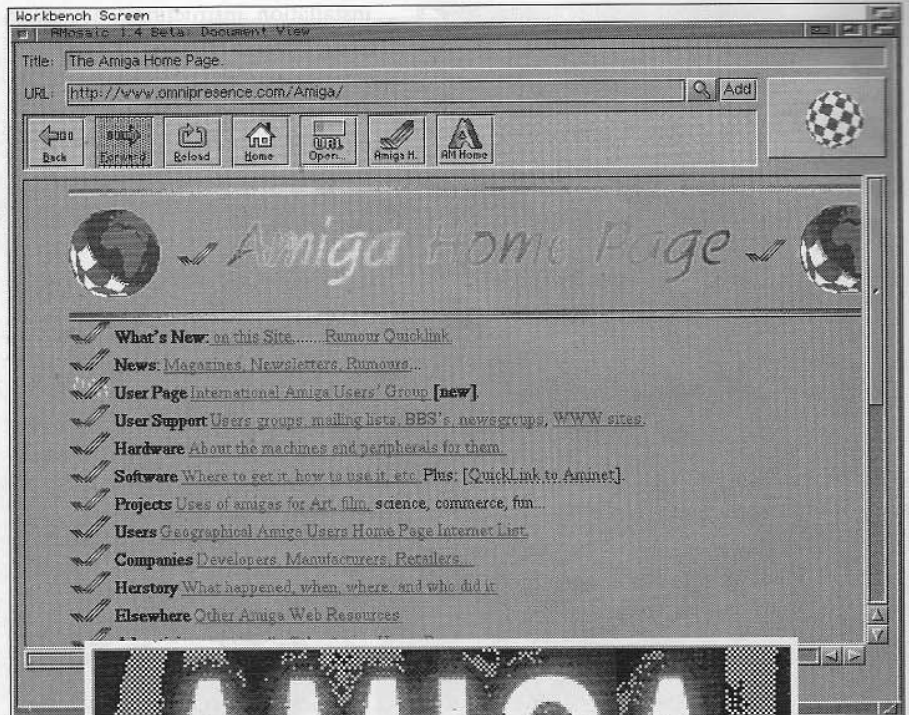 Workbench Screen
AMosaic 1.4 Beta: Document View
Title: The Amiga Home Page.
URL: http://www.omnipresence.com/Amiga/ Add
Back Forward Reload Home URL Open... Amiga H. AM Home
Amiga Home Page
What's New: on this Site....... Rumour Quicklink.
News: Magazines, Newsletters, Rumours...
User Page International Amiga Users' Group [new].
User Support Users groups, mailing lists, BBS's, newsgroups, WWW sites.
Hardware About the machines and peripherals for them.
Software Where to get it, how to use it, etc. Plus: [QuickLink to Aminet].
Projects Uses of amigas for Art, film, science, commerce, fun...
Users Geographical Amiga Users Home Page Internet List.
Companies Developers, Manufacturers, Retailers...
Herstory What happened, when, where, and who did it
Elsewhere Other Amiga Web Resources
AMIGA